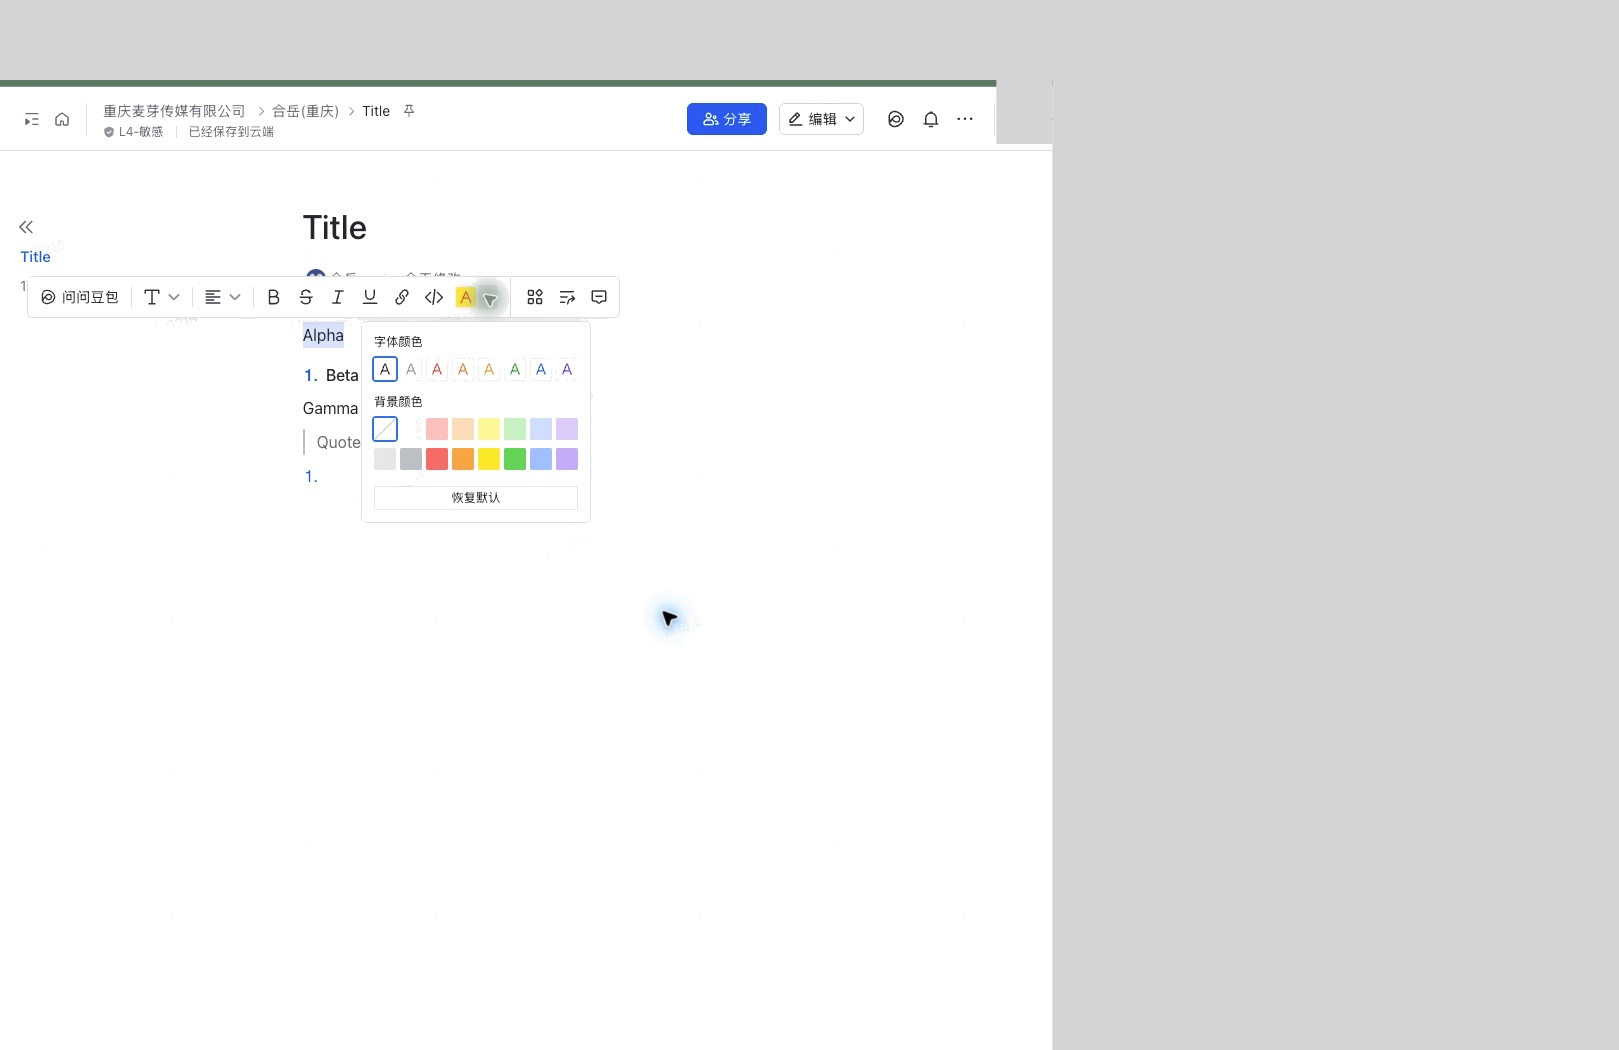 重庆麦芽传媒有限公司 > 合岳(重庆) > Title
L4-敏感 | 已经保存到云端
分享
编辑
Title
Title
1
问问豆包
Alpha
字体颜色
A A A A A A A A
1. Beta
背景颜色
Gamma
Quote
1.
恢复默认